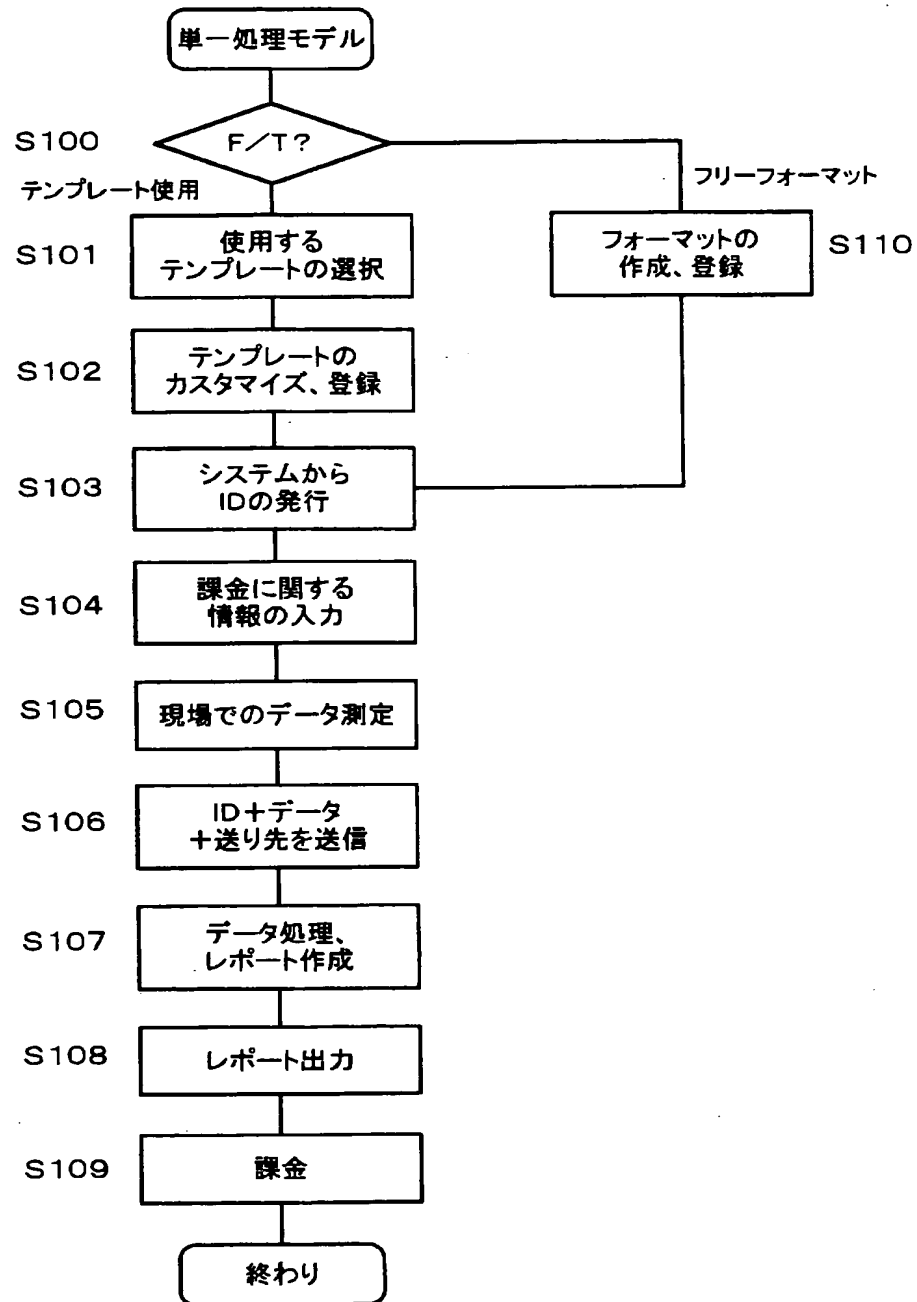 単一処理モデル
S100
F/T?
テンプレート使用
フリーフォーマット
S101
使用する
テンプレートの選択
フォーマットの
作成、登録
S110
S102
テンプレートの
カスタマイズ、登録
S103
システムから
IDの発行
S104
課金に関する
情報の入力
S105
現場でのデータ測定
S106
ID+データ
+送り先を送信
S107
データ処理、
レポート作成
S108
レポート出力
S109
課金
終わり